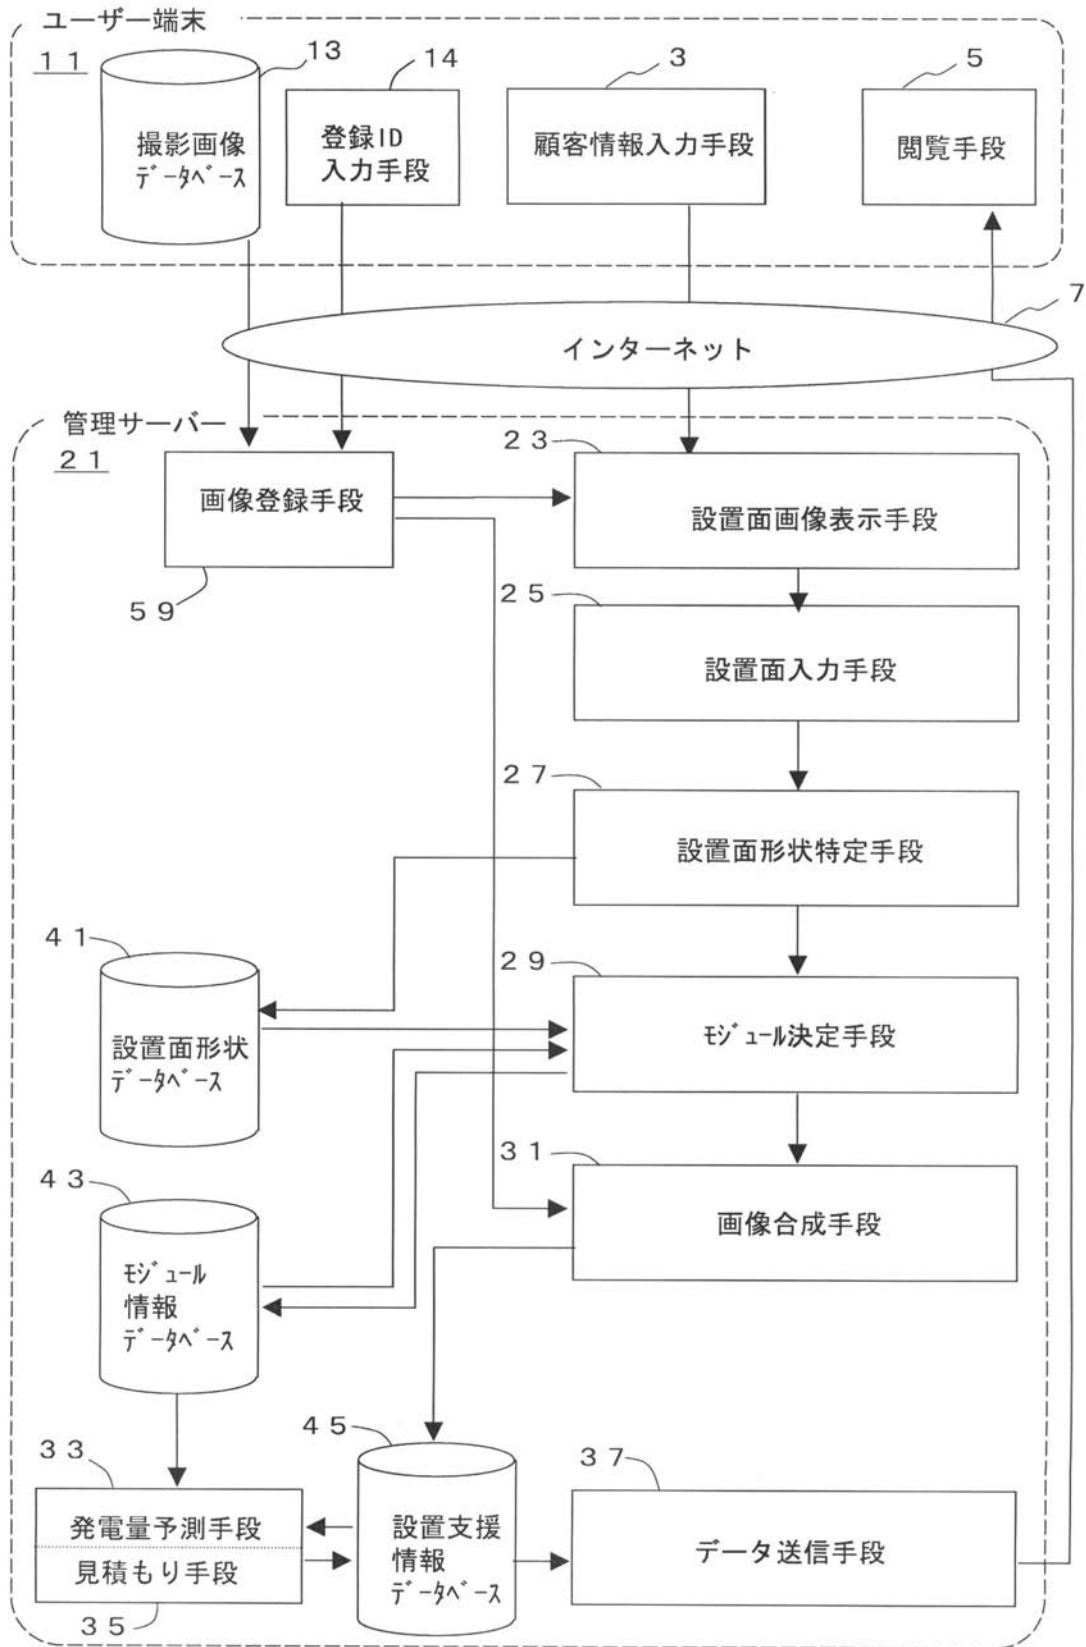 ユーザー端末
11
13
14
3
5
撮影画像
データベース
登録ID
入力手段
顧客情報入力手段
閲覧手段
7
インターネット
管理サーバー
21
23
画像登録手段
設置面画像表示手段
59
25
設置面入力手段
27
設置面形状特定手段
41
29
設置面形状
データベース
モジュール決定手段
43
31
モジュール
情報
データベース
画像合成手段
33
45
37
発電量予測手段
見積もり手段
設置支援
情報
データベース
データ送信手段
35